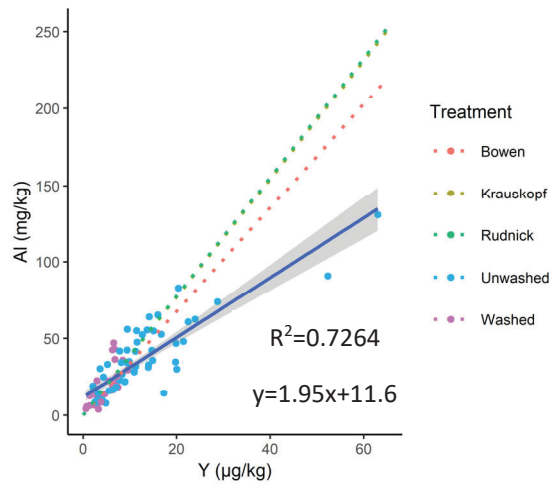 250
200
150
100
50
0
Al (mg/kg)
0 20 40 60
Y (µg/kg)
R²=0.7264
y=1.95x+11.6
Treatment
Bowen
Krauckopf
Rudnick
Unwashed
Washed